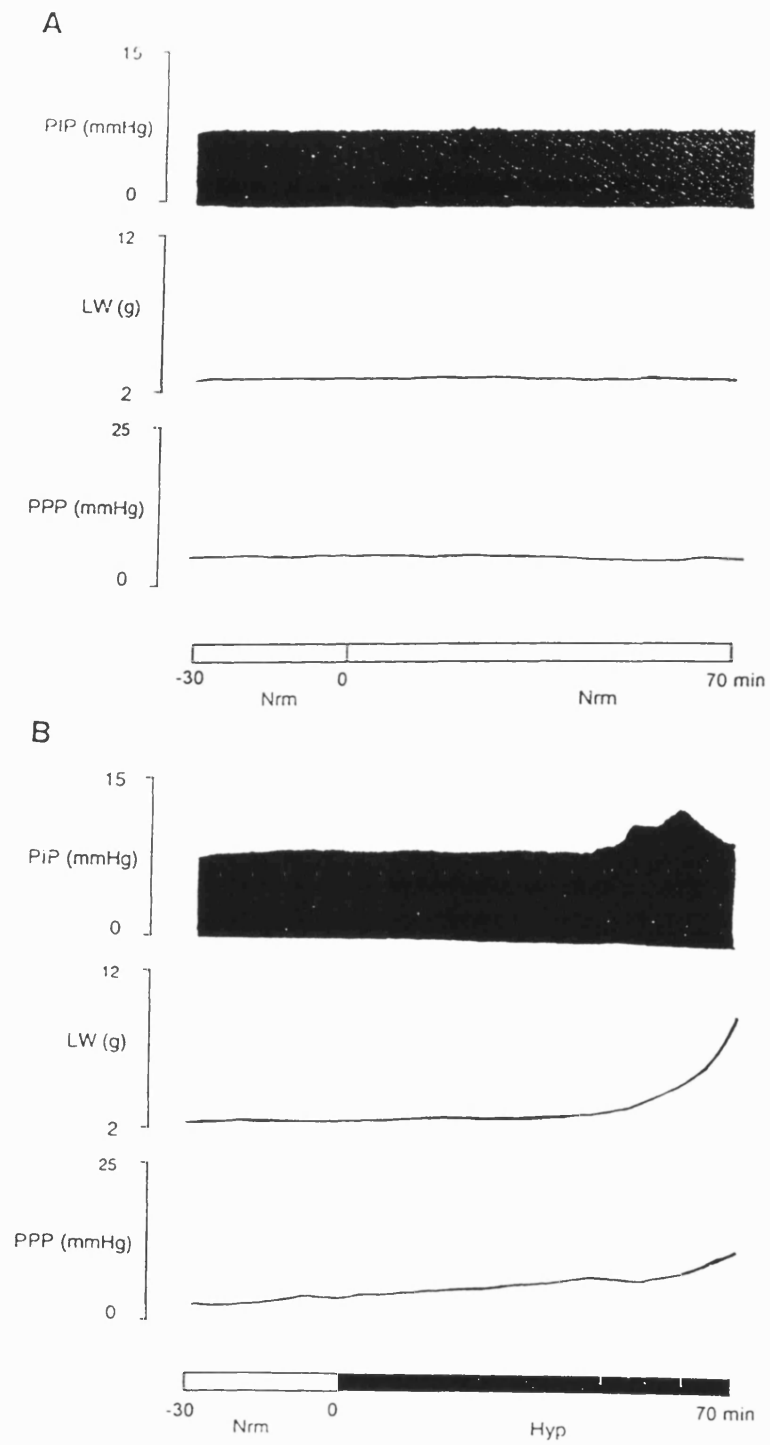 A
15
PIP (mmHg)
0
12
LW (g)
2
25
PPP (mmHg)
0
-30 0 70 min
Nrm Nrm
B
15
PiP (mmHg)
0
12
LW (g)
2
25
PPP (mmHg)
0
-30 0 70 min
Nrm Hyp